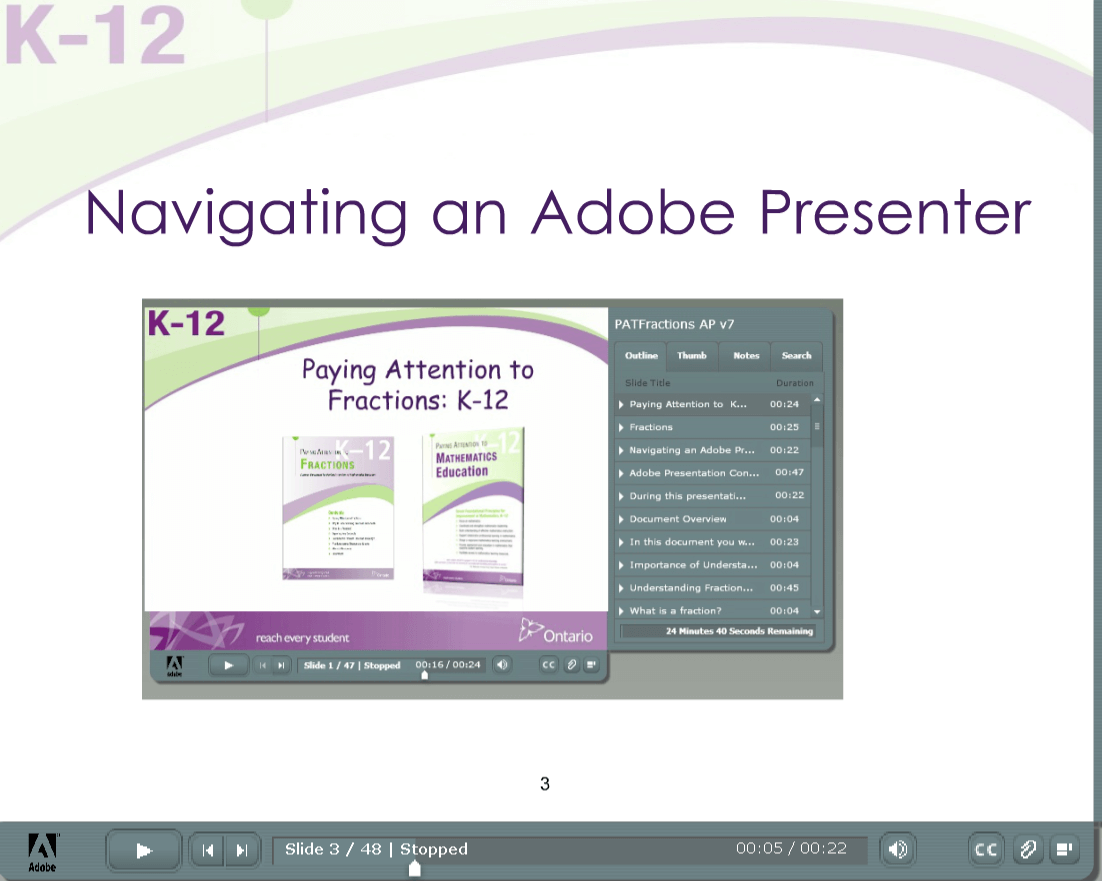 K-12
Navigating an Adobe Presenter
K-12
Paying Attention to
Fractions: K-12
K-12
FRACTIONS
PAYING ATTENTION TO K-12
MATHEMATICS
Education
reach every student
Ontario
Adobe
Slide 1 / 47 | Stopped
00:16 / 00:24
CC
PATFractions AP v7
Outline Thumb Notes Search
Slide Title Duration
Paying Attention to K... 00:24
Fractions 00:25
Navigating an Adobe Pr... 00:22
Adobe Presentation Con... 00:47
During this presentati... 00:22
Document Overview 00:04
In this document you w... 00:23
Importance of Understa... 00:04
Understanding Fraction... 00:45
What is a fraction? 00:04
24 Minutes 40 Seconds Remaining
3
Adobe
Slide 3 / 48 | Stopped
00:05 / 00:22
CC